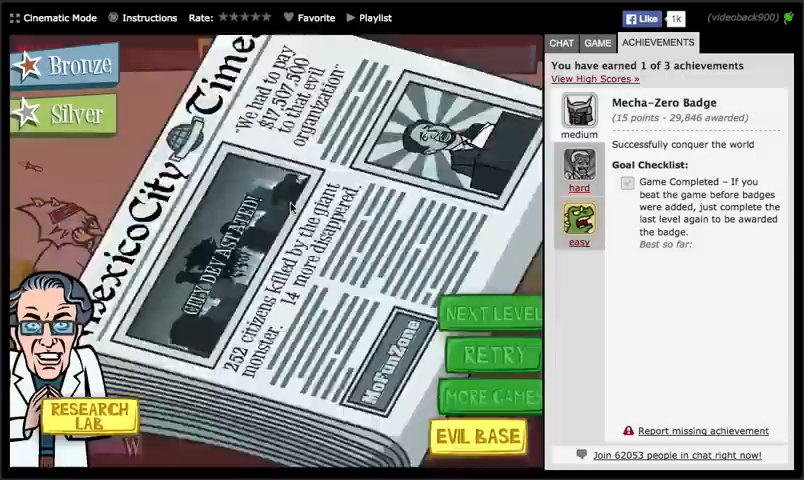 Cinematic Mode
Instructions
Rate:
Favorite
Playlist
Like
1k
(videoback900)
CHAT
GAME
ACHIEVEMENTS
You have earned 1 of 3 achievements
View High Scores »
Mecha-Zero Badge
(15 points - 29,846 awarded)
medium
Successfully conquer the world
Goal Checklist:
hard
Game Completed – If you
beat the game before badges
were added, just complete the
last level again to be awarded
the badge.
Best so far:
easy
Report missing achievement
Join 62053 people in chat right now!
Bronze
Silver
MexicoCity Times
"We had to pay
$17,507,500
to that evil
organization"
CITY DEVASTATED!
252 citizens killed by the giant
monster. 14 more disappered.
MoFunZone
NEXT LEVEL
RETRY
MORE GAMES
EVIL BASE
RESEARCH
LAB